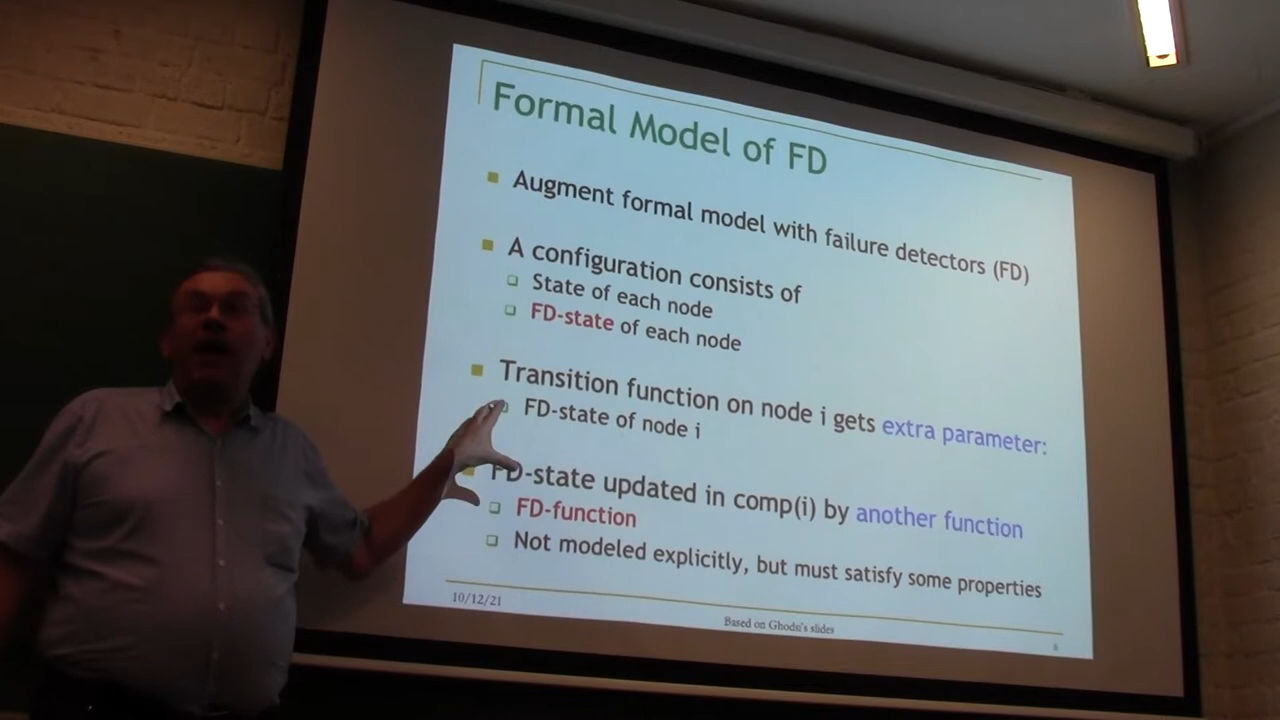 Formal Model of FD
Augment formal model with failure detectors (FD)
A configuration consists of
State of each node
FD-state of each node
Transition function on node i gets extra parameter:
FD-state of node i
FD-state updated in comp(i) by another function
FD-function
Not modeled explicitly, but must satisfy some properties
10/12/21
Based on Ghodsi's slides
8